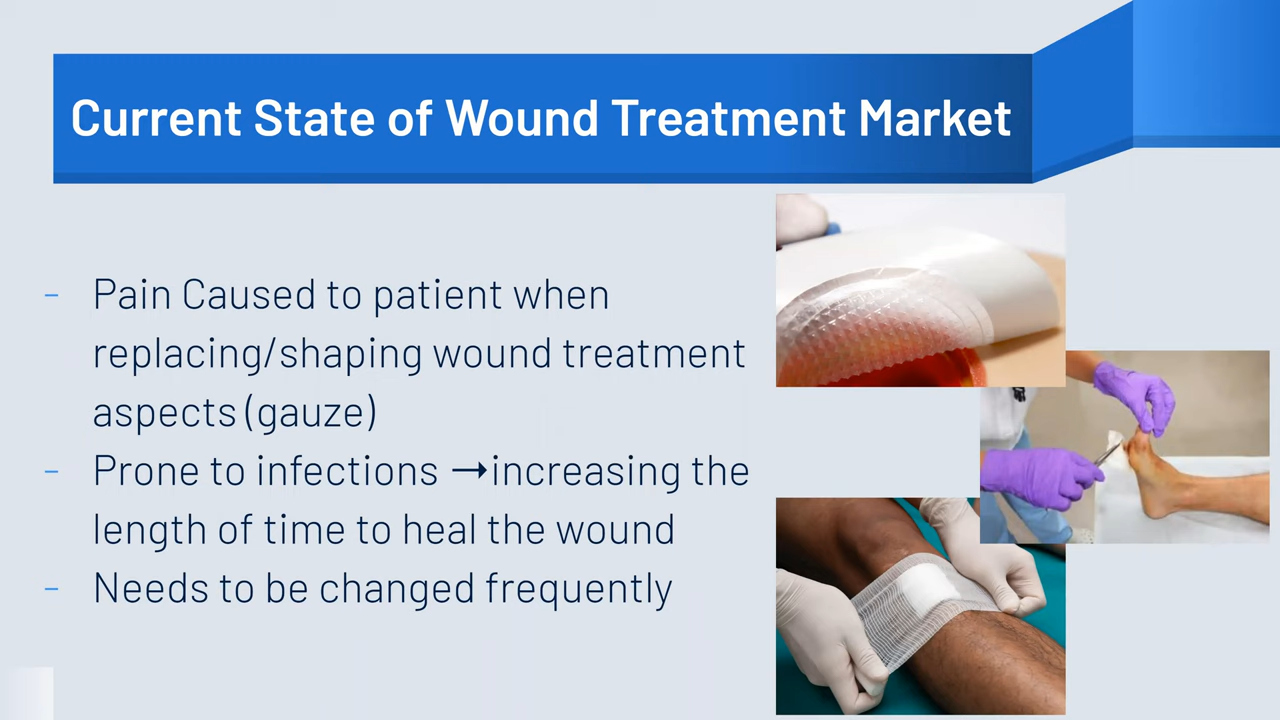 Current State of Wound Treatment Market
- Pain Caused to patient when
replacing/shaping wound treatment
aspects (gauze)
- Prone to infections →increasing the
length of time to heal the wound
- Needs to be changed frequently